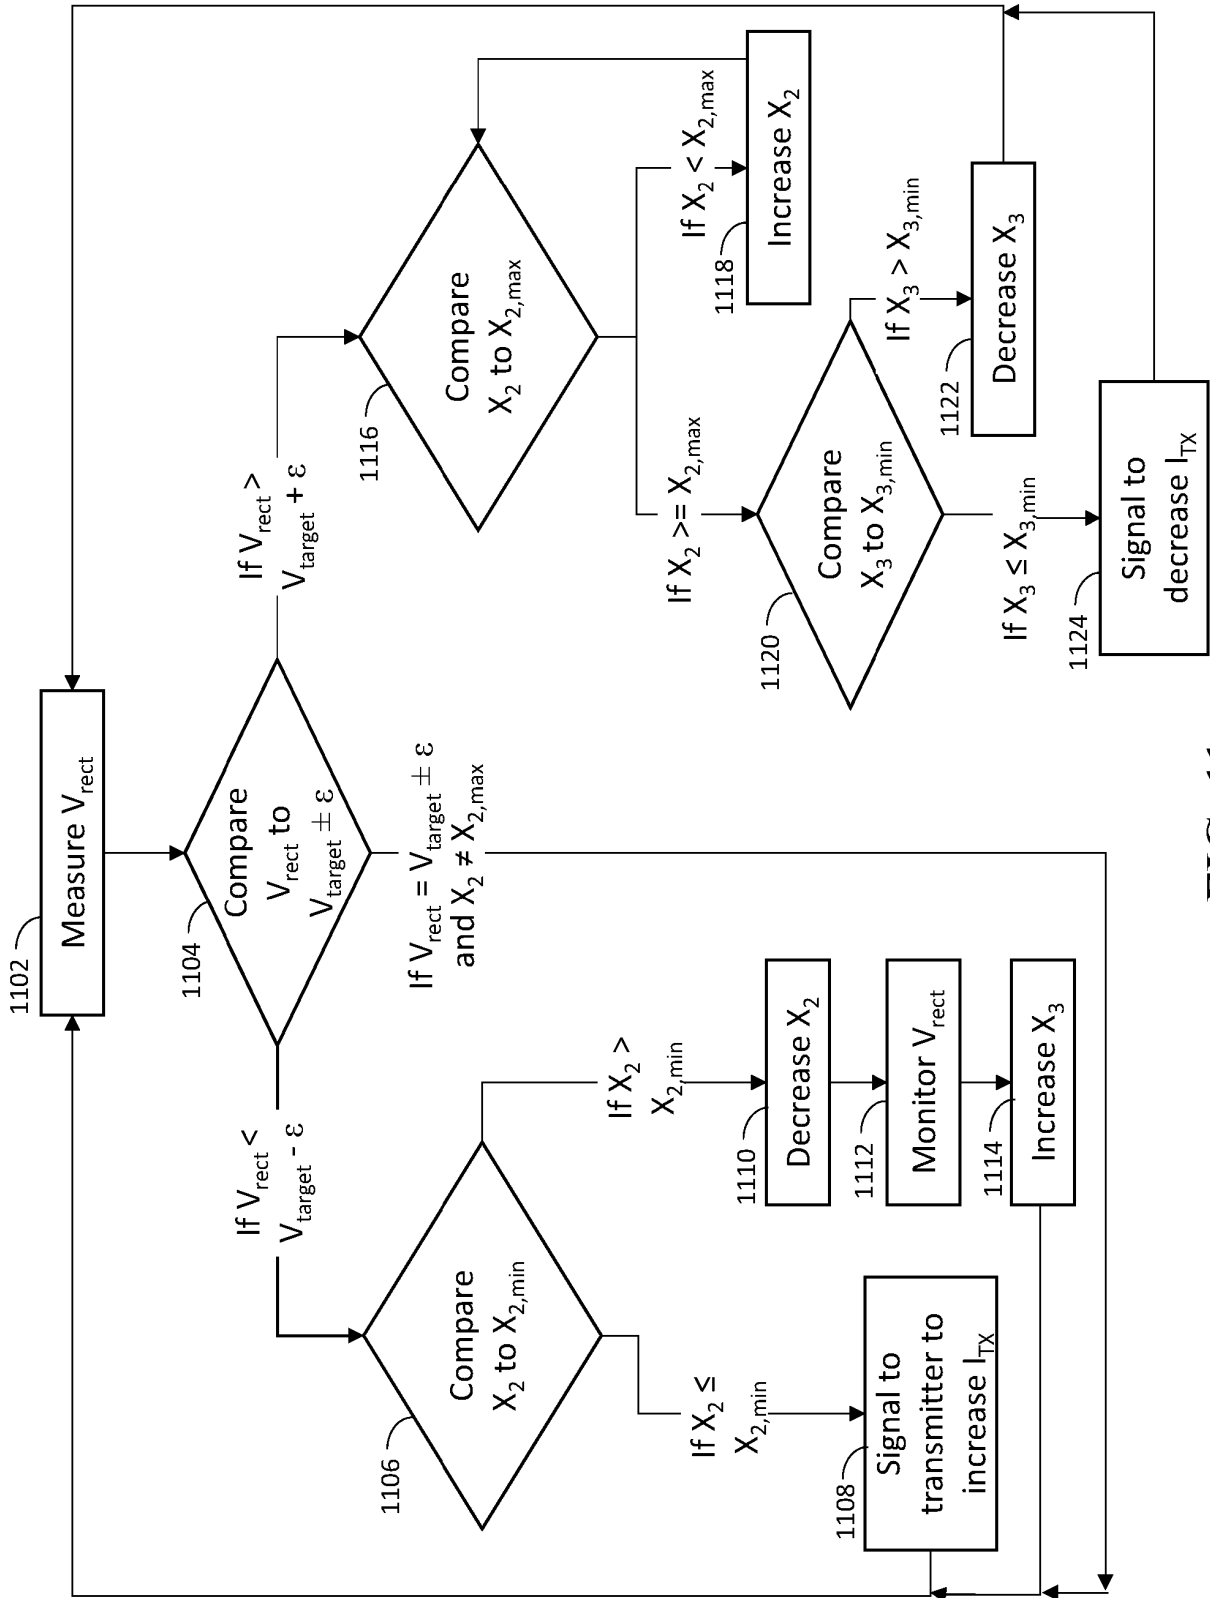 1102
Measure V_rect
1104
Compare
V_rect to
V_target ± ε
If V_rect <
V_target - ε
If V_rect = V_target ± ε
and X_2 ≠ X_2,max
If V_rect >
V_target + ε
1106
Compare
X_2 to X_2,min
If X_2 ≤
X_2,min
1108
Signal to
transmitter to
increase I_TX
If X_2 >
X_2,min
1110
Decrease X_2
1112
Monitor V_rect
1114
Increase X_3
1116
Compare
X_2 to X_2,max
If X_2 < X_2,max
1118
Increase X_2
If X_2 >= X_2,max
1120
Compare
X_3 to X_3,min
If X_3 > X_3,min
1122
Decrease X_3
If X_3 ≤ X_3,min
1124
Signal to
decrease I_TX